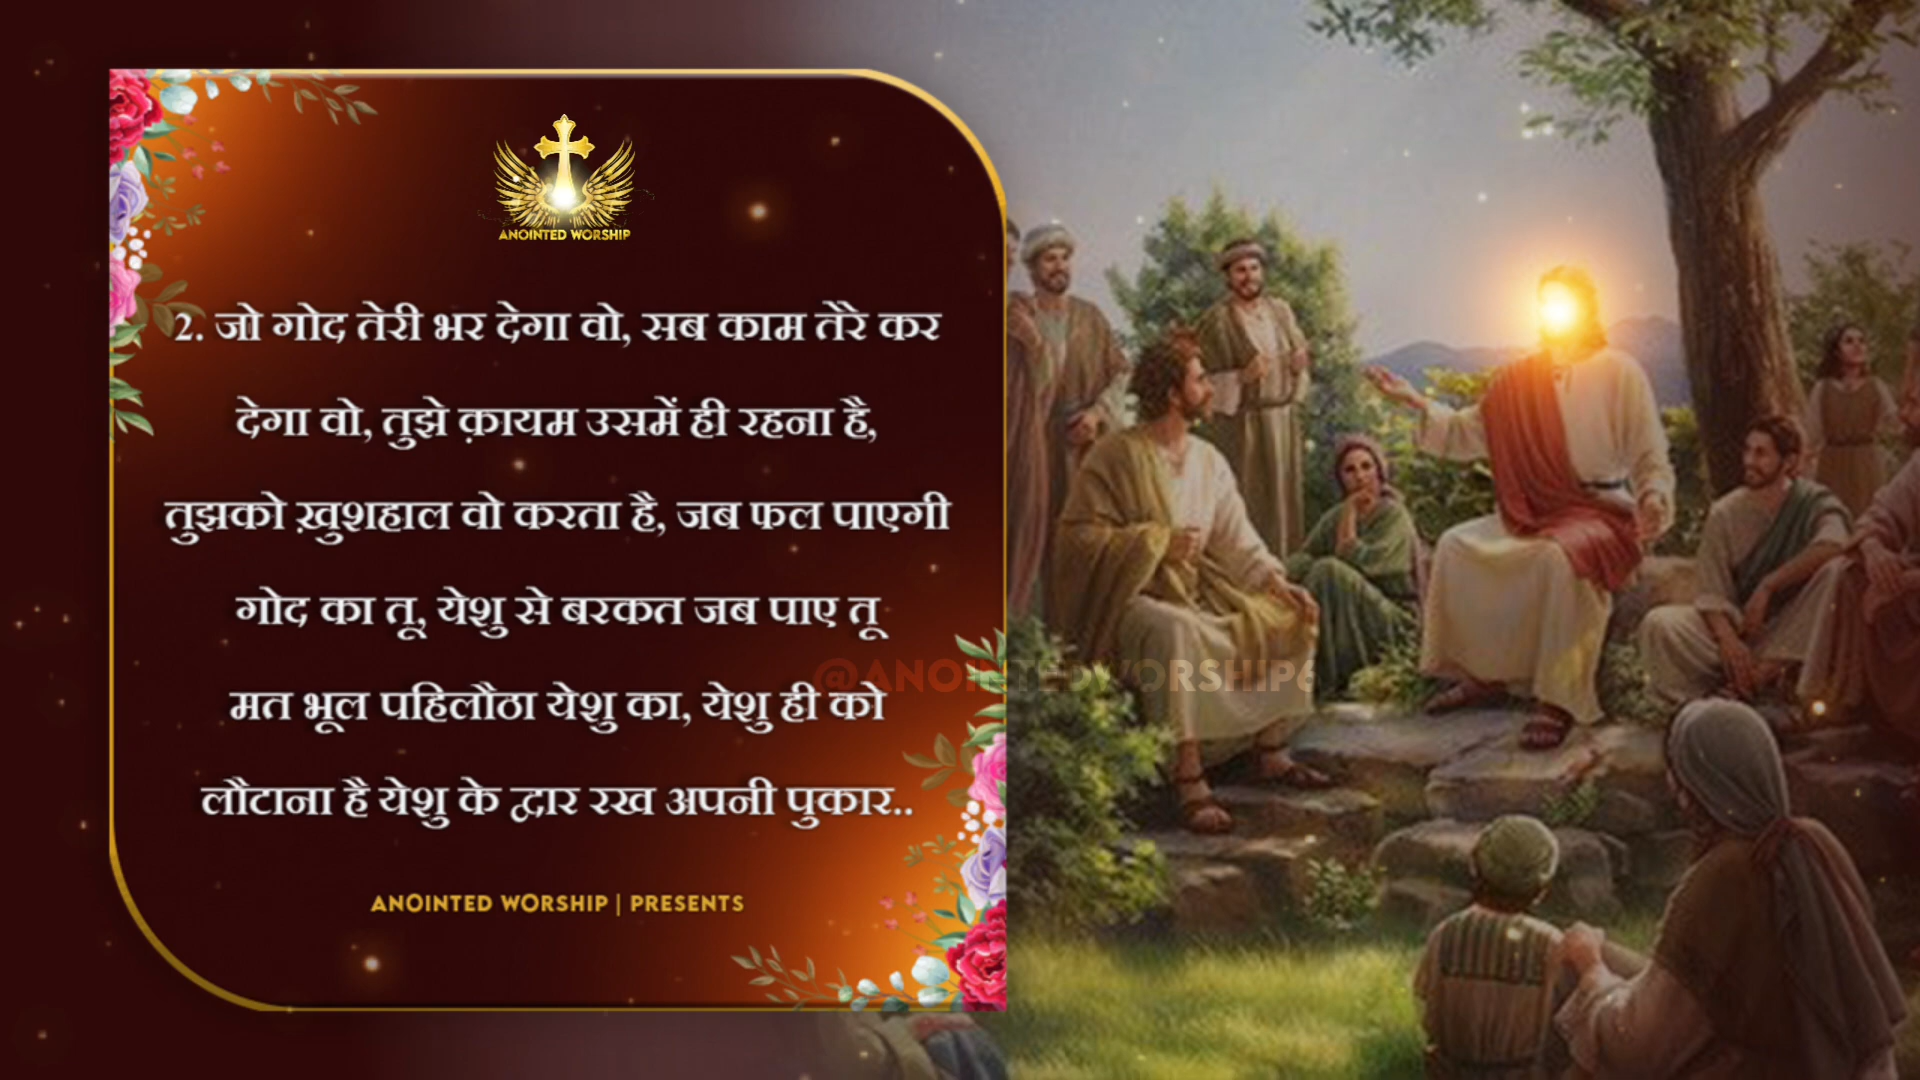 ANOINTED WORSHIP
2. जो गोद तेरी भर देगा वो, सब काम तेरे कर
देगा वो, तुझे क़ायम उसमें ही रहना है,
तुझको ख़ुशहाल वो करता है, जब फल पाएगी
गोद का तू, येशु से बरकत जब पाए तू
मत भूल पहिलौठा येशु का, येशु ही को
लौटाना है येशु के द्वार रख अपनी पुकार..
@ANOINTEDWORSHIP6
ANOINTED WORSHIP | PRESENTS